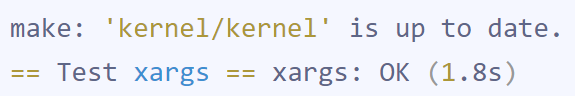 make: 'kernel/kernel' is up to date.
== Test xargs == xargs: OK (1.8s)